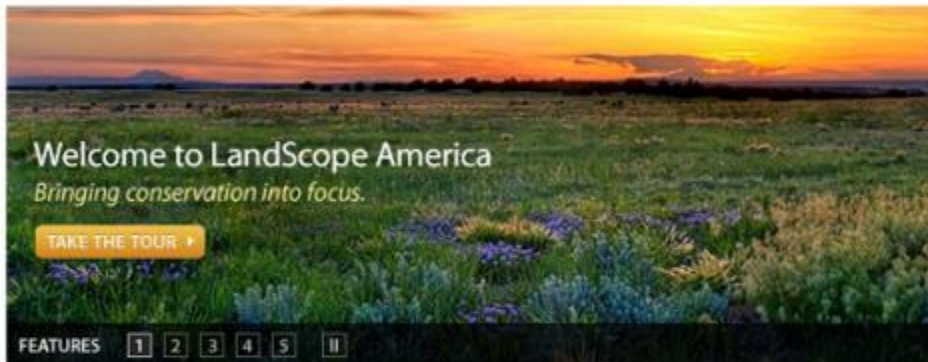 Welcome to LandScope America
Bringing conservation into focus.
TAKE THE TOUR
FEATURES 1 2 3 4 5